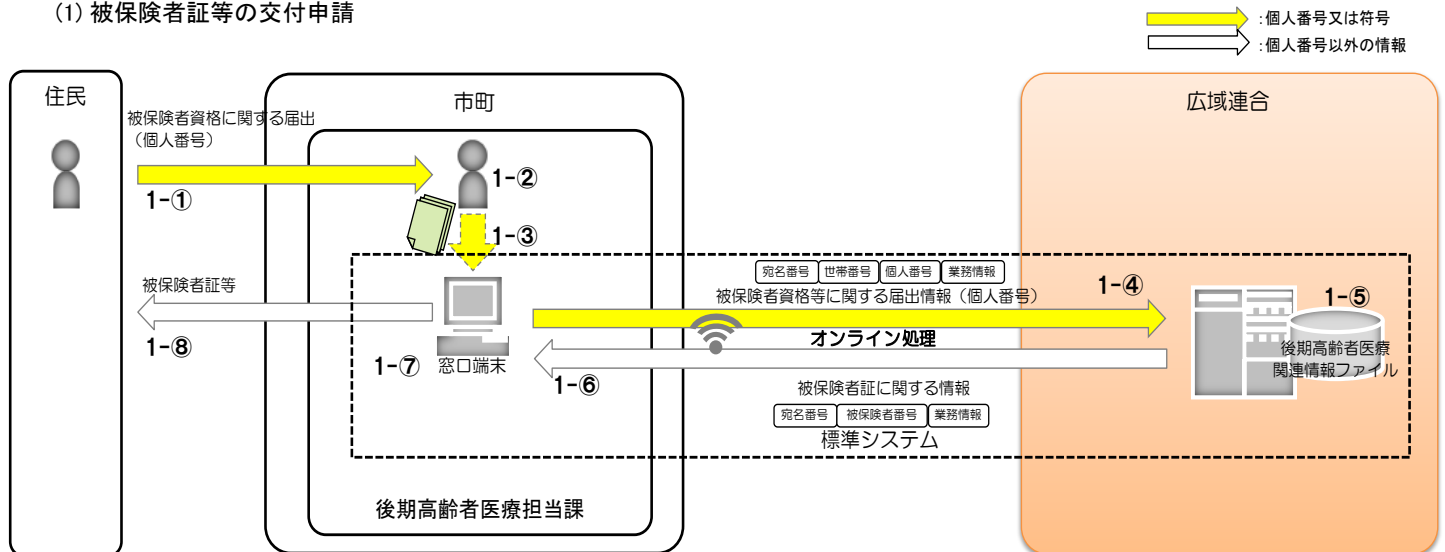 (1) 被保険者証等の交付申請
:個人番号又は符号
:個人番号以外の情報
住民
市町
広域連合
被保険者資格に関する届出
（個人番号）
1-①
1-②
1-③
宛名番号 世帯番号 個人番号 業務情報
被保険者資格等に関する届出情報（個人番号）
1-④
1-⑤
被保険者証等
オンライン処理
後期高齢者医療
関連情報ファイル
1-⑧
1-⑦
窓口端末
1-⑥
被保険者証に関する情報
宛名番号 被保険者番号 業務情報
標準システム
後期高齢者医療担当課